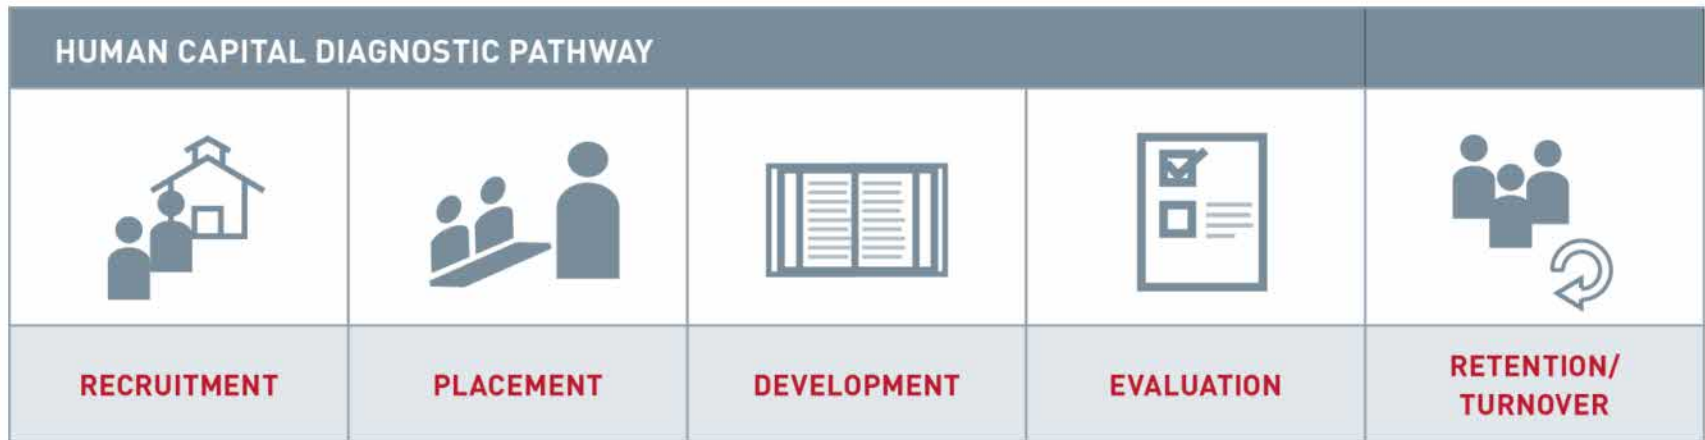 HUMAN CAPITAL DIAGNOSTIC PATHWAY
RECRUITMENT
PLACEMENT
DEVELOPMENT
EVALUATION
RETENTION/
TURNOVER